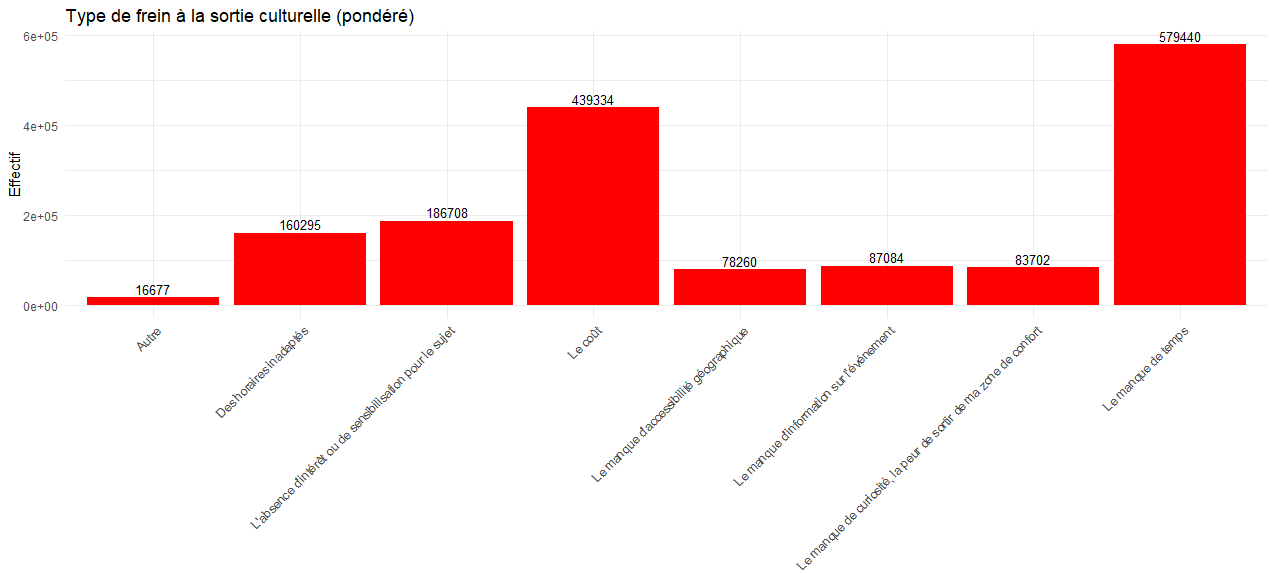 Type de frein à la sortie culturelle (pondéré)
Effectif
6e+05
4e+05
2e+05
0e+00
16677
160295
186708
439334
78260
87084
83702
579440
Autre
Des horaires inadaptés
L'absence d'intérêt ou de sensibilisation pour le sujet
Le coût
Le manque d'accessibilité géographique
Le manque d'information sur l'événement
Le manque de curiosité, la peur de sortir de ma zone de confort
Le manque de temps